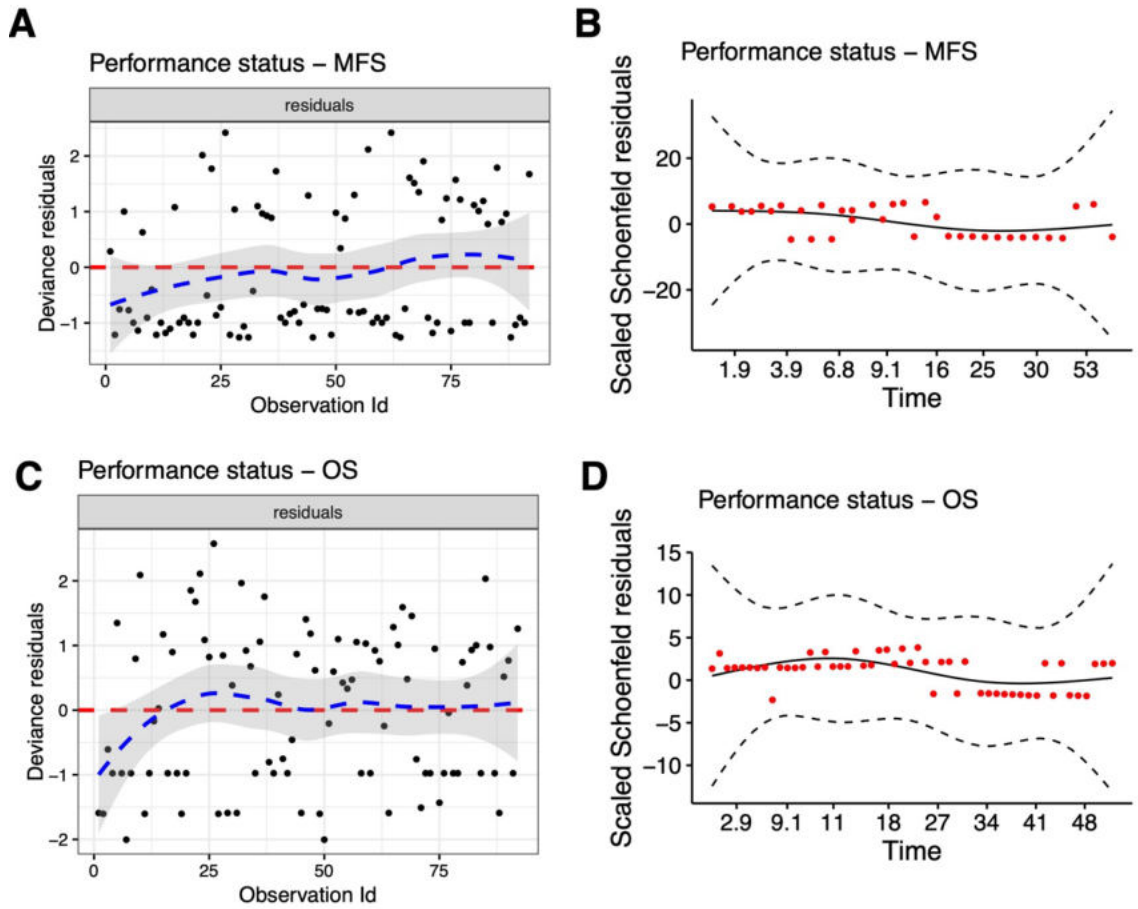 A
Performance status – MFS
residuals
Deviance residuals
2
1
0
−1
0
25
50
75
Observation Id
B
Performance status – MFS
Scaled Schoenfeld residuals
20
0
−20
1.9
3.9
6.8
9.1
16
25
30
53
Time
C
Performance status – OS
residuals
Deviance residuals
2
1
0
−1
−2
0
25
50
75
Observation Id
D
Performance status – OS
Scaled Schoenfeld residuals
15
10
5
0
−5
−10
2.9
9.1
11
18
27
34
41
48
Time